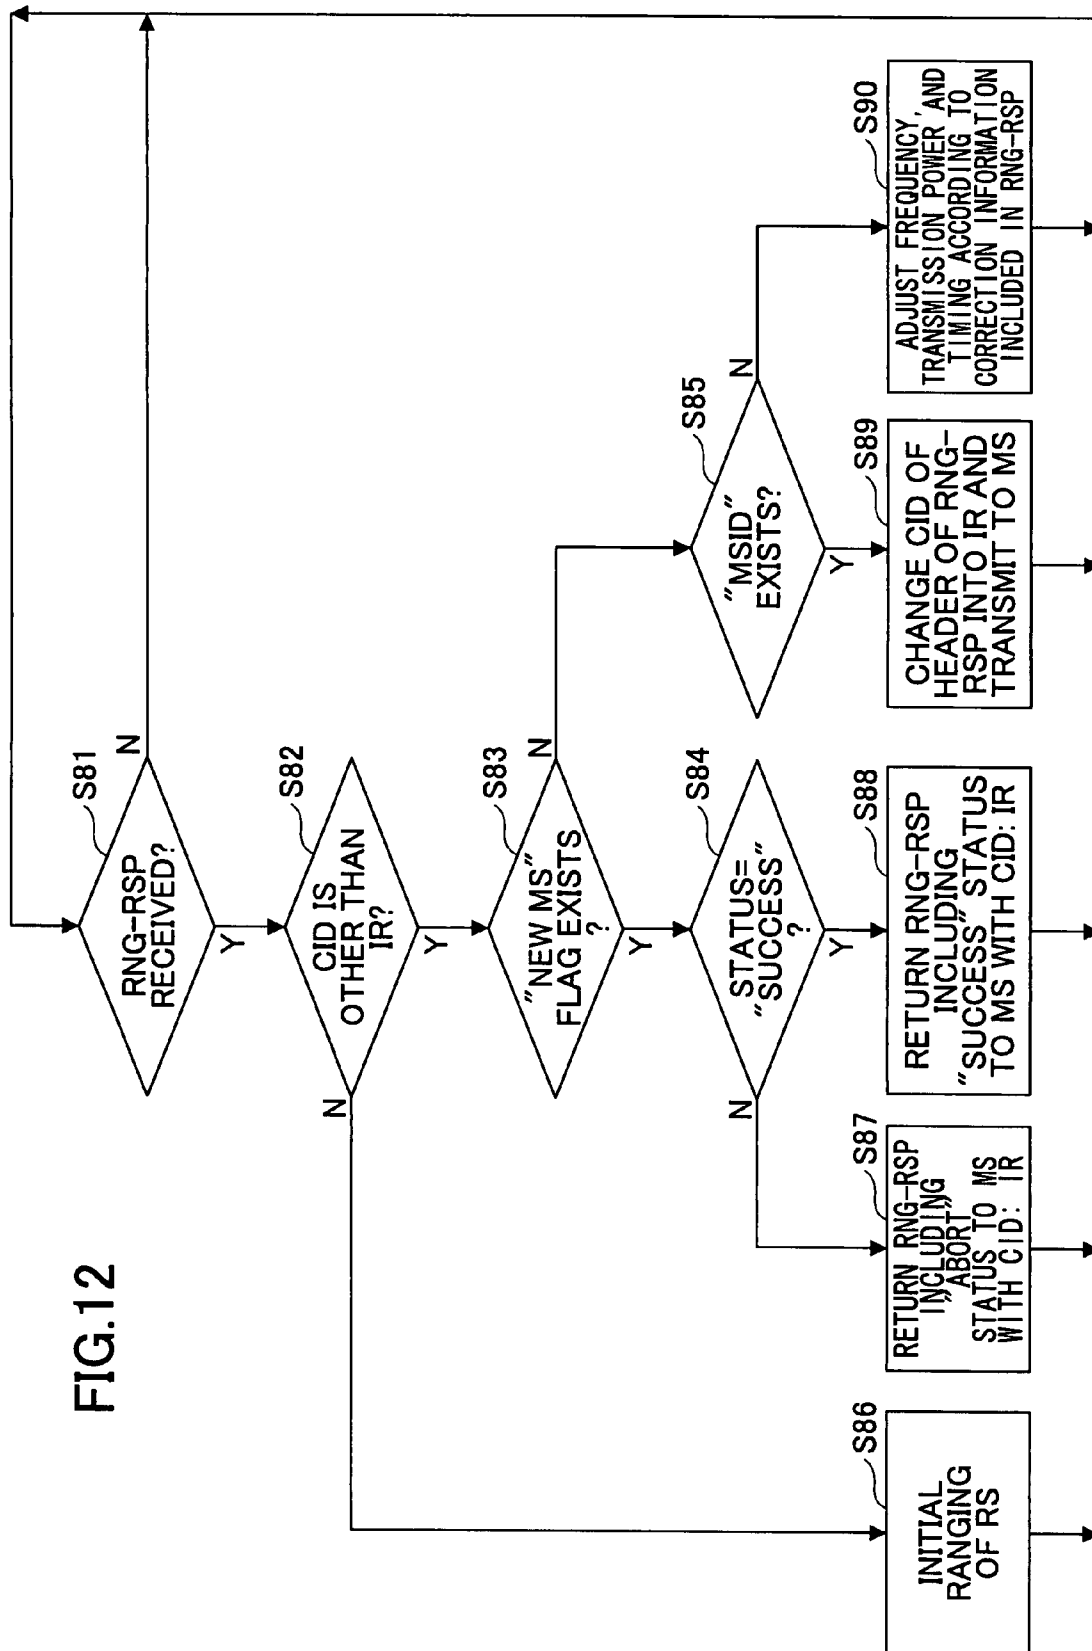 FIG.12
S81
RNG-RSP
RECEIVED?
N
Y
S82
CID IS
OTHER THAN
IR?
N
Y
S83
"NEW MS"
FLAG EXISTS
?
N
Y
S84
STATUS=
"SUCCESS"
?
N
Y
S85
"MSID"
EXISTS?
N
Y
S86
INITIAL
RANGING
OF RS
S87
RETURN RNG-RSP
INCLUDING
"ABORT"
STATUS TO MS
WITH CID: IR
S88
RETURN RNG-RSP
INCLUDING
"SUCCESS" STATUS
TO MS WITH CID: IR
S89
CHANGE CID OF
HEADER OF RNG-
RSP INTO IR AND
TRANSMIT TO MS
S90
ADJUST FREQUENCY,
TRANSMISSION POWER, AND
TIMING ACCORDING TO
CORRECTION INFORMATION
INCLUDED IN RNG-RSP